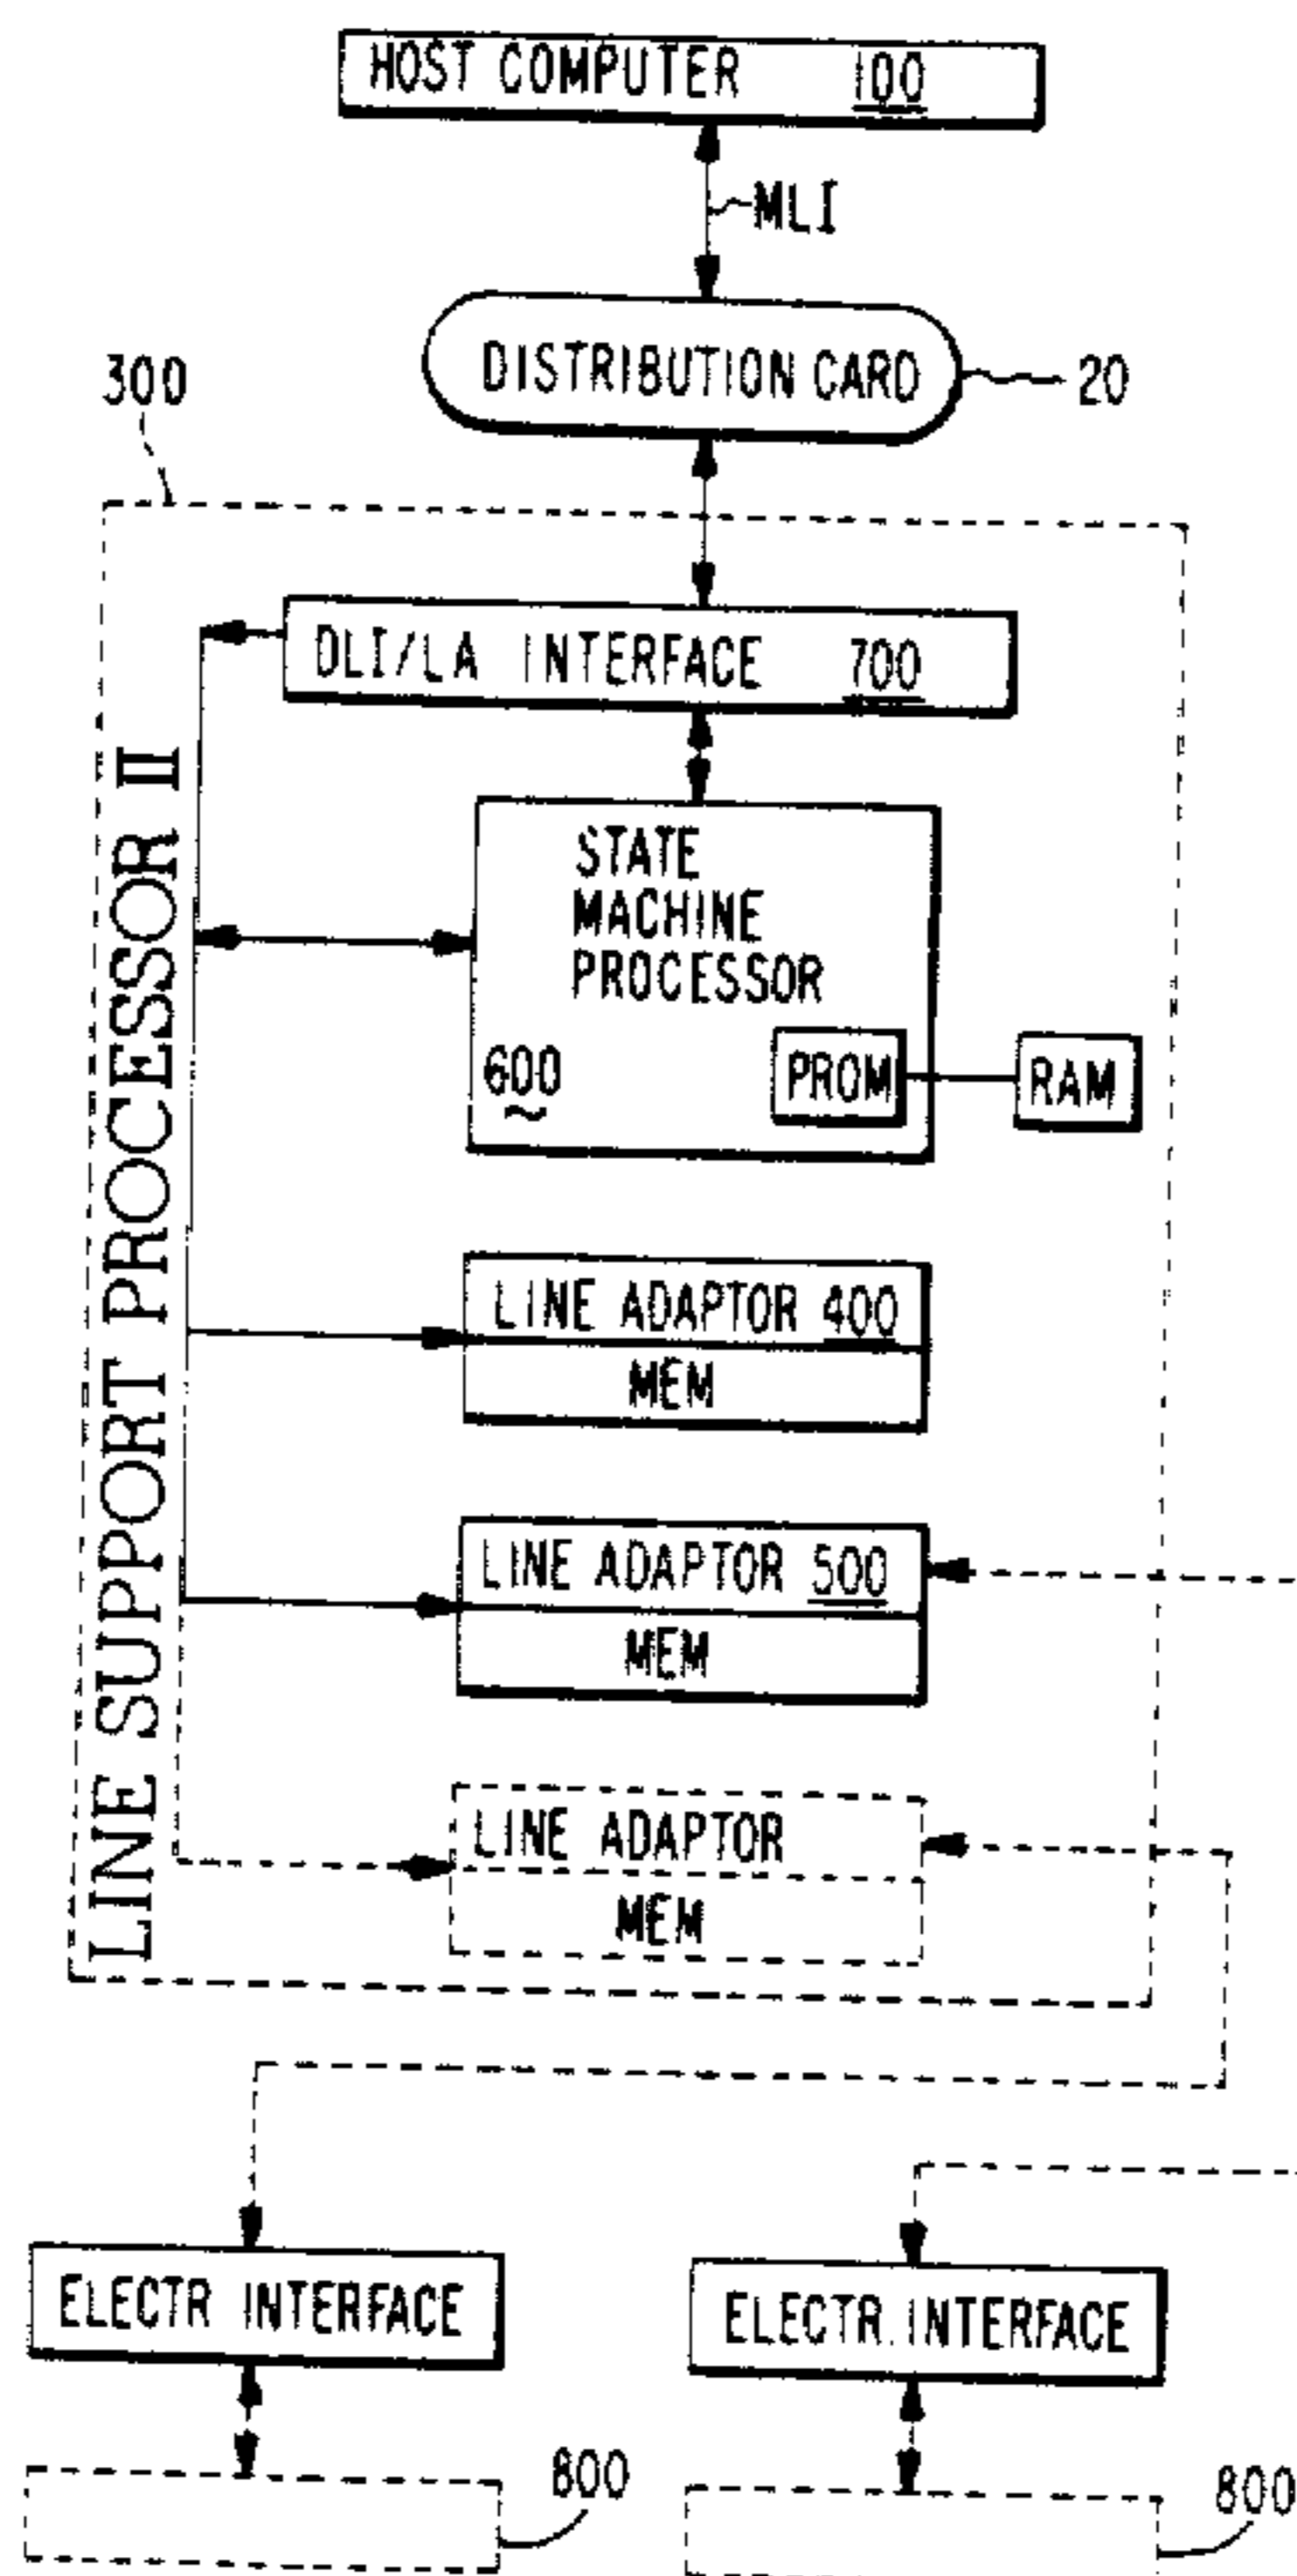 HOST COMPUTER 100
MLI
DISTRIBUTION CARD
20
300
DLI/LA INTERFACE 700
LINE SUPPORT PROCESSOR II
STATE
MACHINE
PROCESSOR
600
PROM
RAM
LINE ADAPTOR 400
MEM
LINE ADAPTOR 500
MEM
LINE ADAPTOR
MEM
ELECTR INTERFACE
ELECTR. INTERFACE
800
800